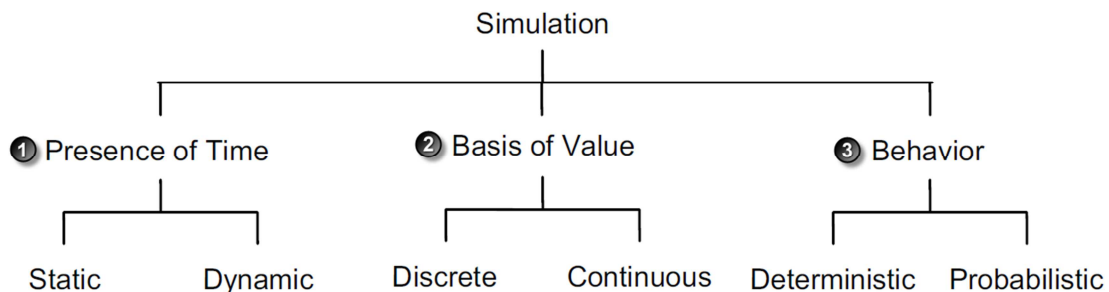 Simulation
1 Presence of Time
2 Basis of Value
3 Behavior
Static
Dynamic
Discrete
Continuous
Deterministic
Probabilistic